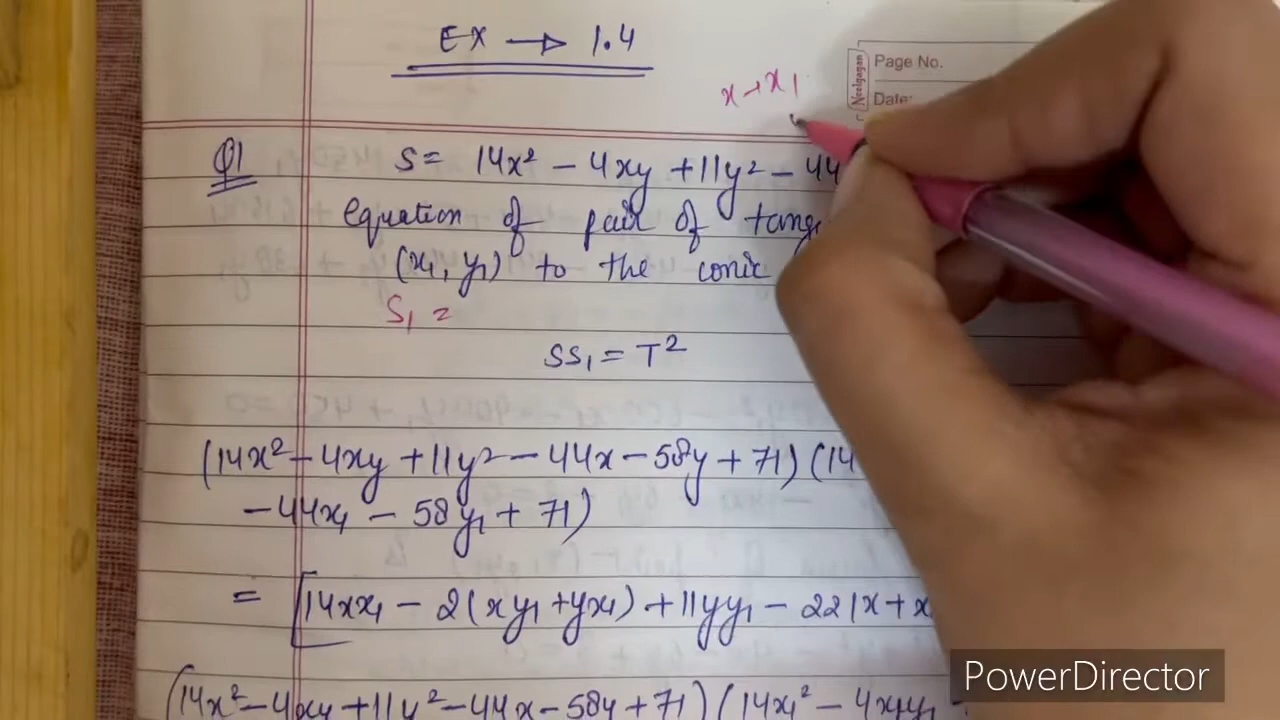 EX → 1.4
Neelgagan
Page No.
Date:
x → x₁
Q1 S = 14x² - 4xy + 11y² - 44
Equation of pair of
(x₁, y₁) to the conic
S₁ =
SS₁ = T²
(14x² - 4xy + 11y² - 44x - 58y + 71) (14
- 44x₁ - 58y₁ + 71)
= [14xx₁ - 2(xy₁ + yx₁) + 11yy₁ - 22(x + x
(14x² - 4xy + 11y² - 44x - 58y + 71) (14x₁² - 4x₁y₁
PowerDirector